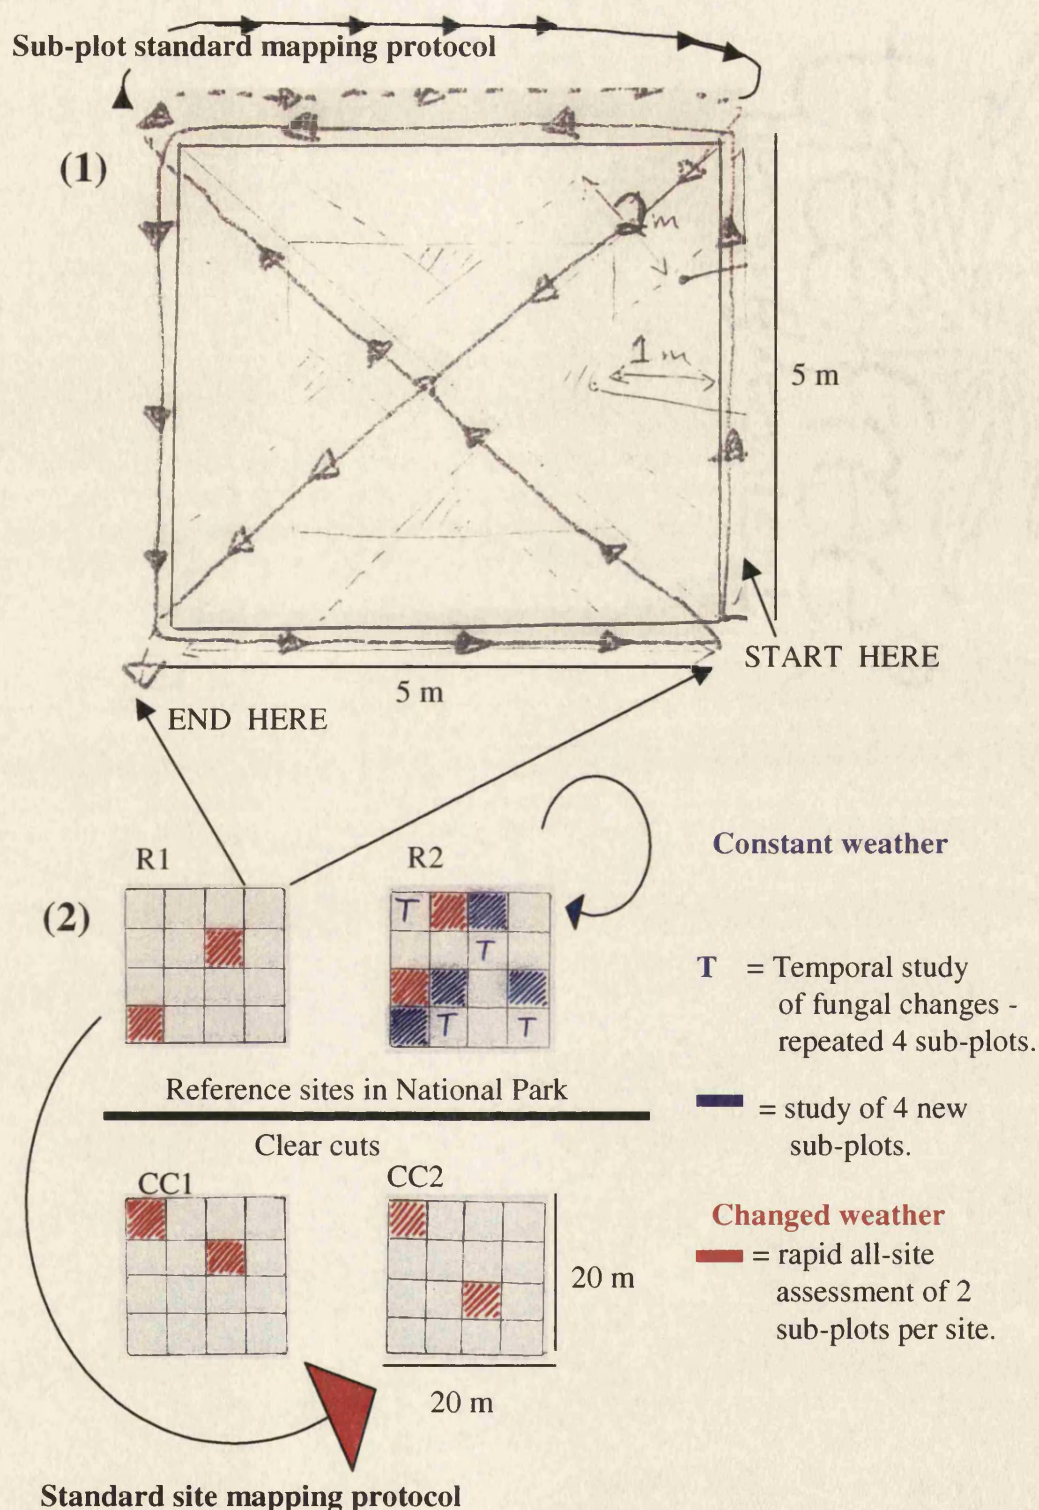 Sub-plot standard mapping protocol
(1)
2 m
1 m
5 m
START HERE
5 m
END HERE
R1
R2
Constant weather
(2)
T
T
T
T
T = Temporal study
of fungal changes -
repeated 4 sub-plots.
Reference sites in National Park
= study of 4 new
sub-plots.
Clear cuts
CC1
CC2
Changed weather
= rapid all-site
assessment of 2
sub-plots per site.
20 m
20 m
Standard site mapping protocol